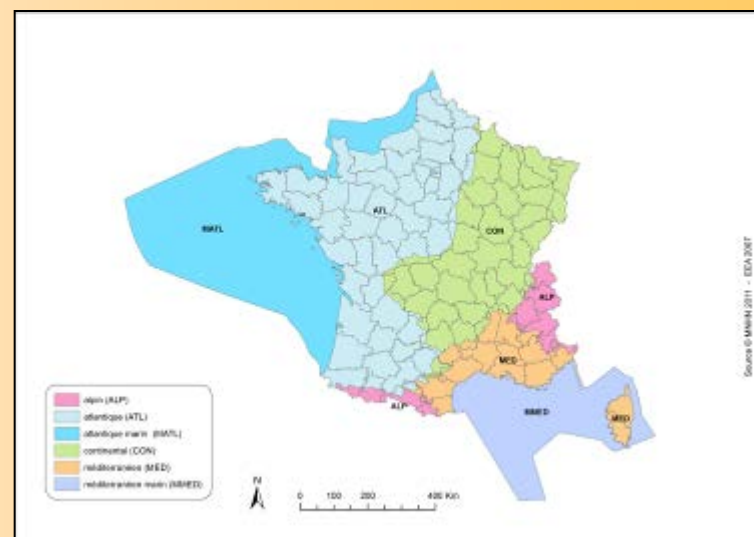 MATL
ATL
CON
ALP
MED
ALP
MMED
MED
alpin (ALP)
atlantique (ATL)
atlantique marin (MATL)
continental (CON)
méditerranéen (MED)
méditerranéen marin (MMED)
N
0 100 200 400 Km
Source © MNHN 2011 - EEA 2007